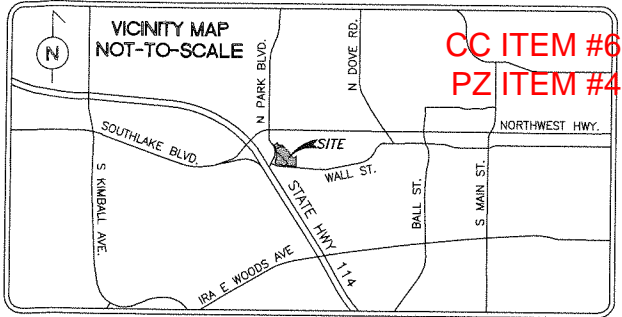 VICINITY MAP
NOT-TO-SCALE
N
CC ITEM #6
PZ ITEM #4
N PARK BLVD.
N DOVE RD.
NORTHWEST HWY.
SOUTHLAKE BLVD.
SITE
WALL ST.
S KIMBALL AVE.
STATE HWY 114
BALL ST.
S MAIN ST.
IRA E WOODS AVE